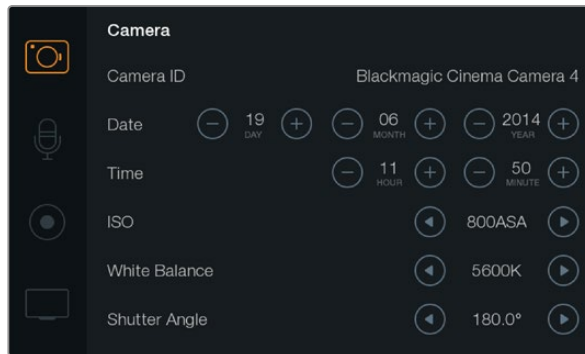 Camera
Camera ID Blackmagic Cinema Camera 4
Date − 19 DAY + − 06 MONTH + − 2014 YEAR +
Time − 11 HOUR + − 50 MINUTE +
ISO 800ASA
White Balance 5600K
Shutter Angle 180.0°